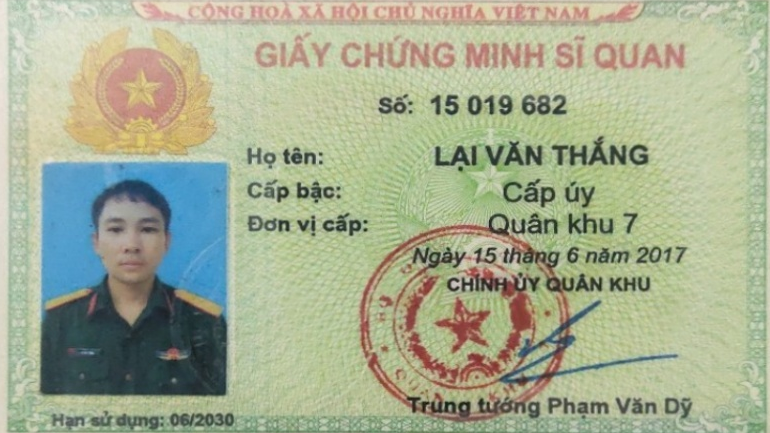 CỘNG HOÀ XÃ HỘI CHỦ NGHĨA VIỆT NAM
GIẤY CHỨNG MINH SĨ QUAN
Số: 15 019 682
Họ tên: LẠI VĂN THẮNG
Cấp bậc: Cấp úy
Đơn vị cấp: Quân khu 7
Ngày 15 tháng 6 năm 2017
CHÍNH ỦY QUÂN KHU
Trung tướng Phạm Văn Dỹ
Hạn sử dụng: 06/2030